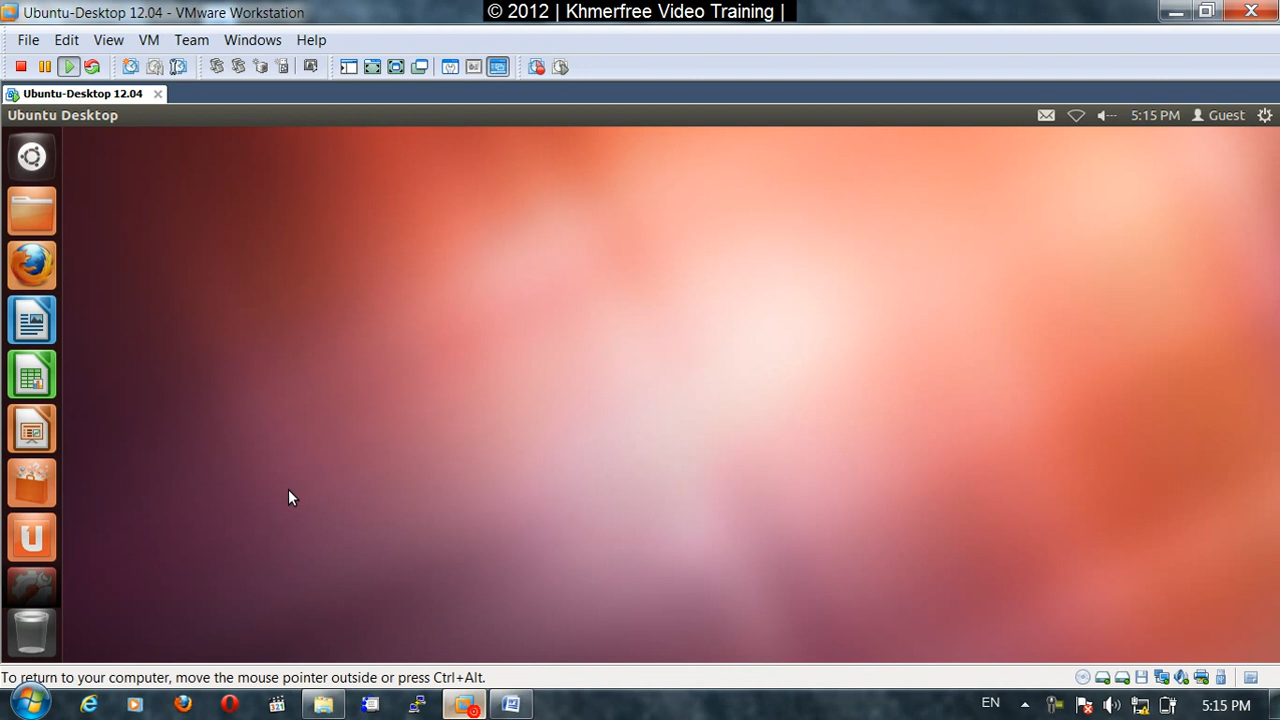 Ubuntu-Desktop 12.04 - VMware Workstation
© 2012 | Khmerfree Video Training |
File Edit View VM Team Windows Help
Ubuntu-Desktop 12.04
Ubuntu Desktop
5:15 PM Guest
To return to your computer, move the mouse pointer outside or press Ctrl+Alt.
EN 5:15 PM